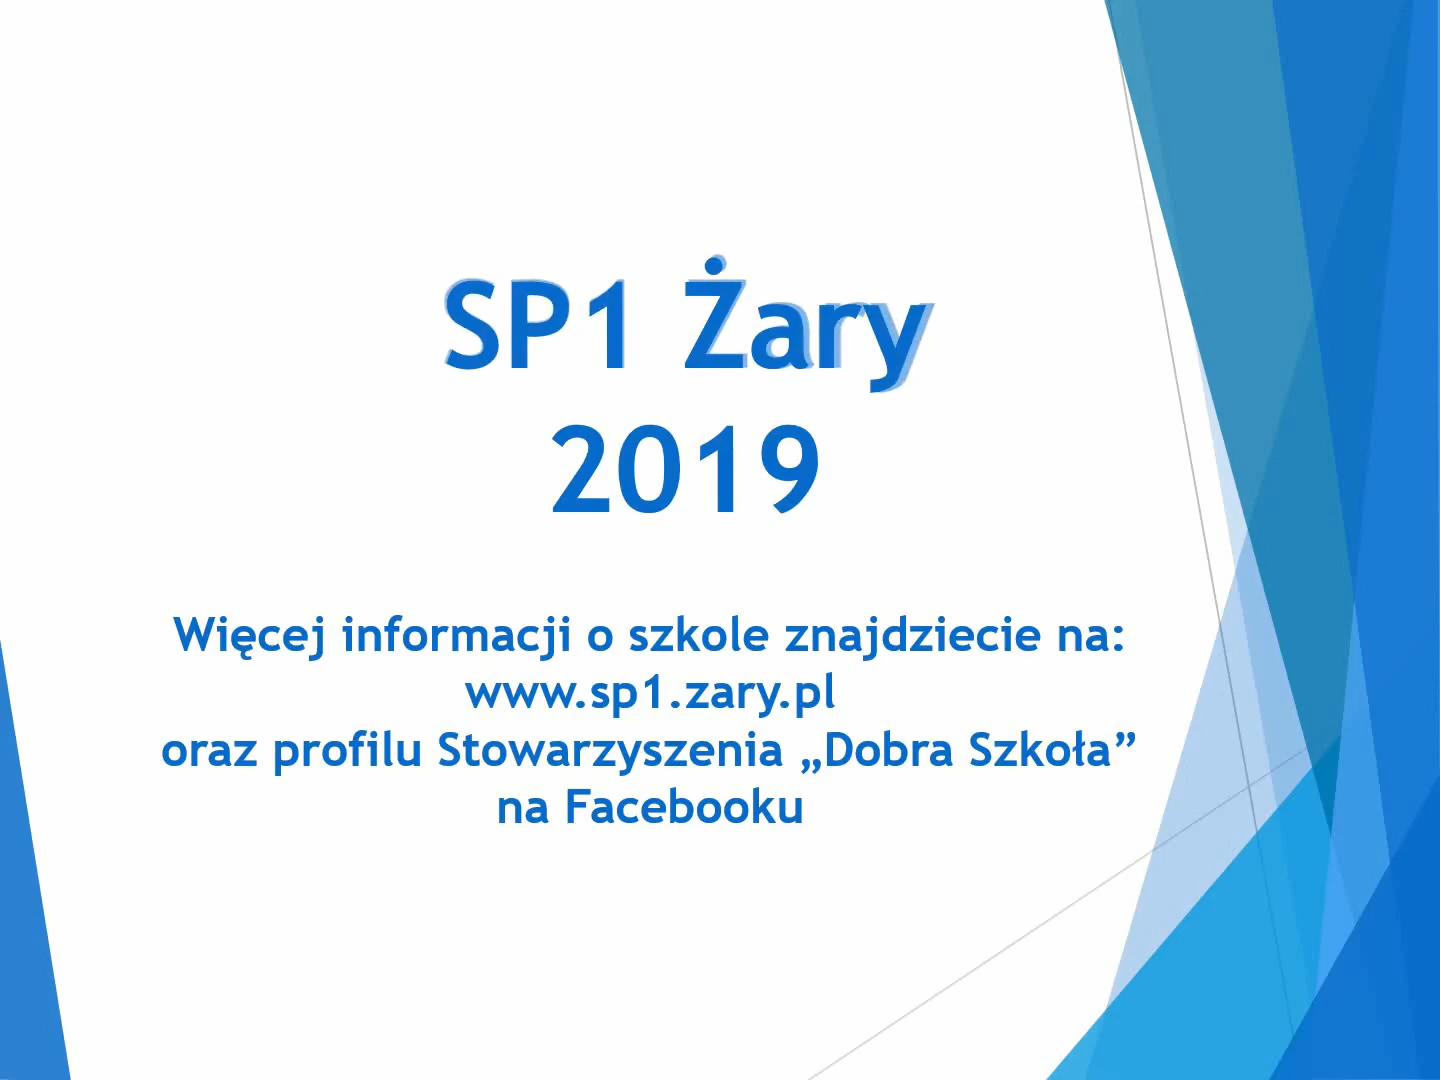 SP1 Żary
2019
Więcej informacji o szkole znajdziecie na:
www.sp1.zary.pl
oraz profilu Stowarzyszenia „Dobra Szkoła”
na Facebooku